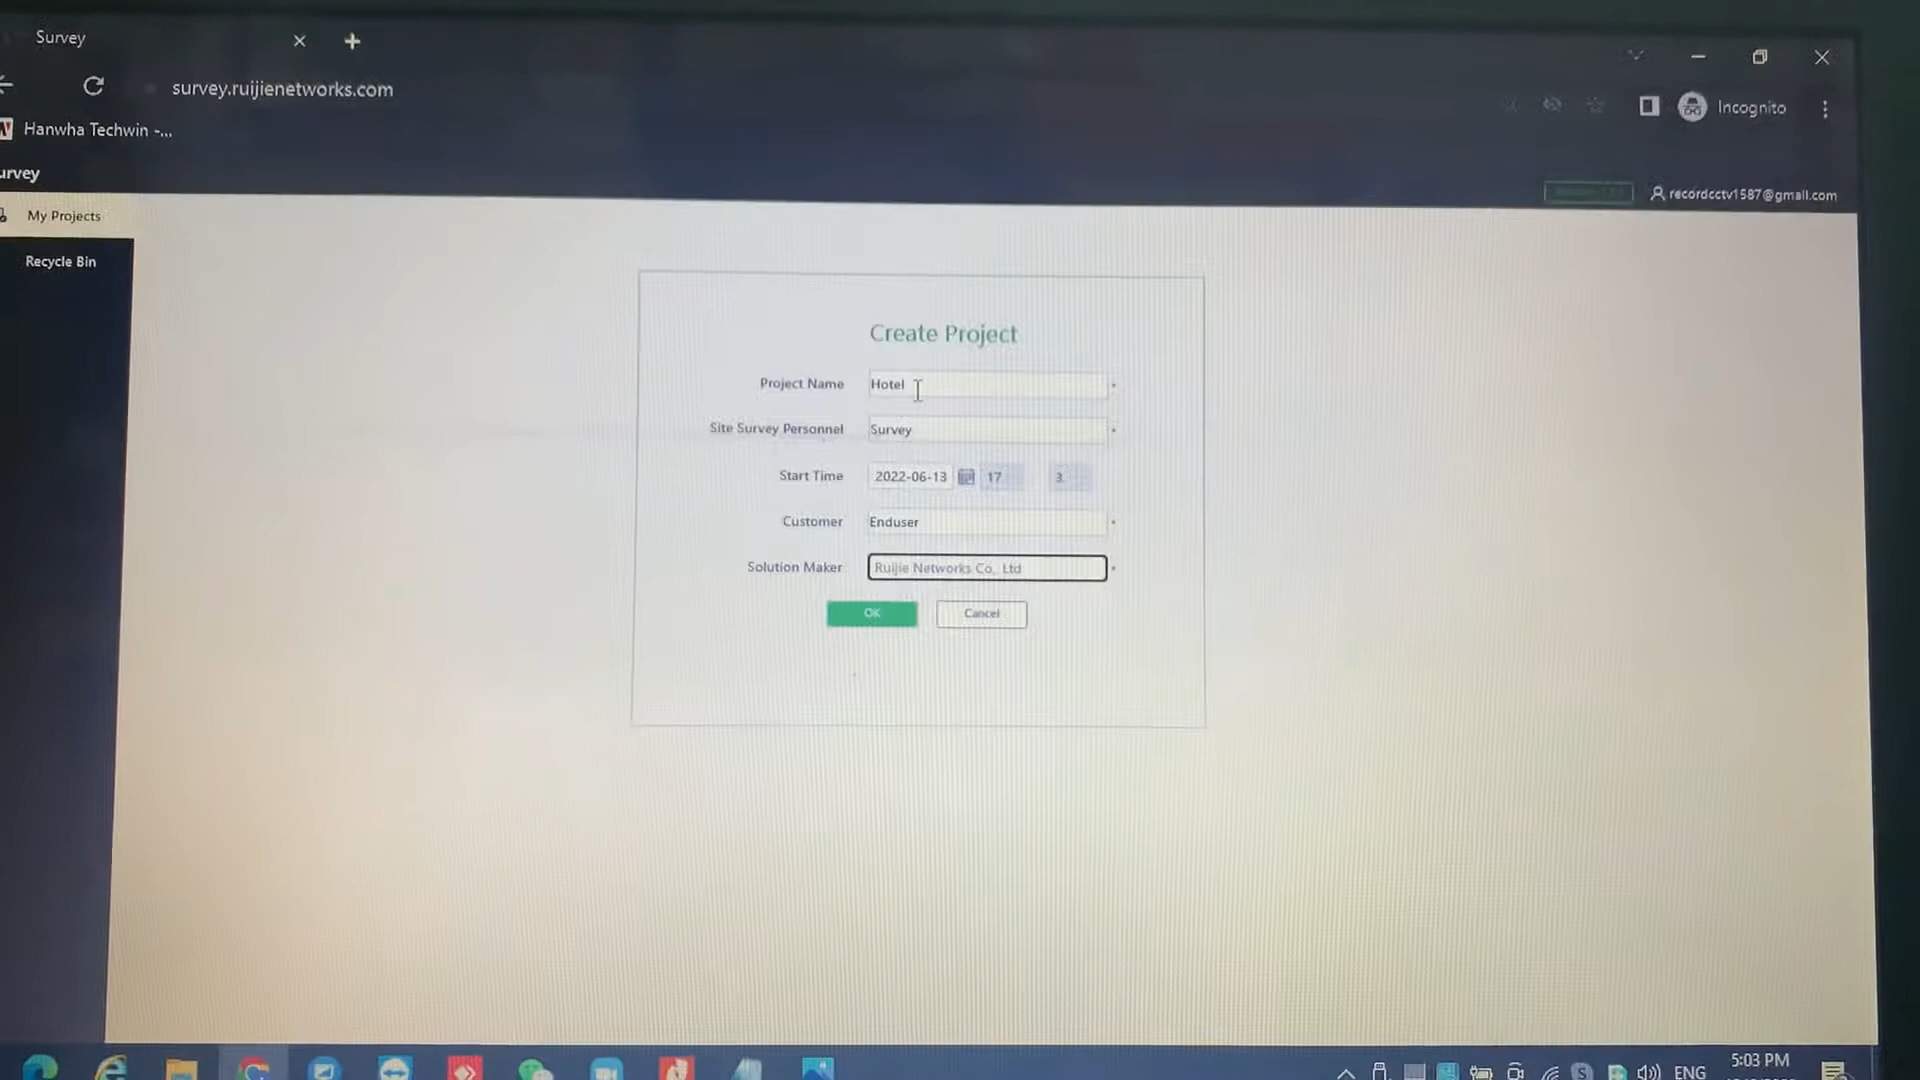 Survey
survey.ruijienetworks.com
Incognito
Hanwha Techwin -...
urvey
recordcctv1587@gmail.com
My Projects
Recycle Bin
Create Project
Project Name Hotel *
Site Survey Personnel Survey *
Start Time 2022-06-13 17 3
Customer Enduser *
Solution Maker Ruijie Networks Co., Ltd *
OK Cancel
5:03 PM
ENG